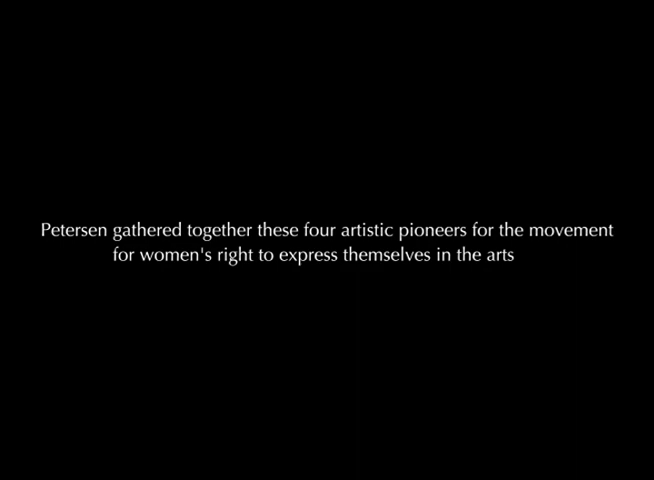 Petersen gathered together these four artistic pioneers for the movement
for women's right to express themselves in the arts